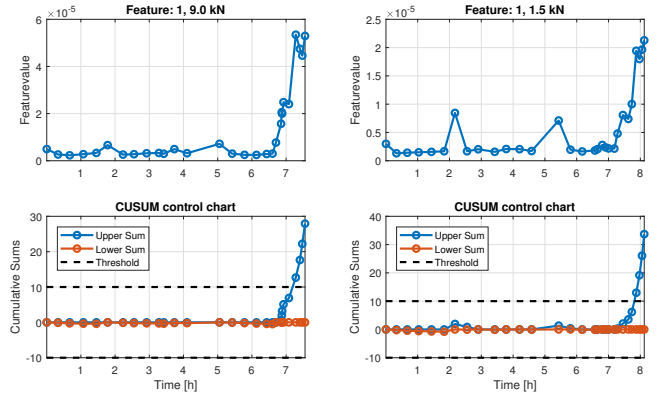 Feature: 1, 9.0 kN
×10⁻⁵
6
4
2
0
Featurevalue
1 2 3 4 5 6 7
Feature: 1, 1.5 kN
×10⁻⁵
2.5
2
1.5
1
0.5
0
Featurevalue
1 2 3 4 5 6 7 8
CUSUM control chart
30
20
10
0
-10
Cumulative Sums
Upper Sum
Lower Sum
Threshold
1 2 3 4 5 6 7
Time [h]
CUSUM control chart
40
30
20
10
0
-10
Cumulative Sums
Upper Sum
Lower Sum
Threshold
1 2 3 4 5 6 7 8
Time [h]